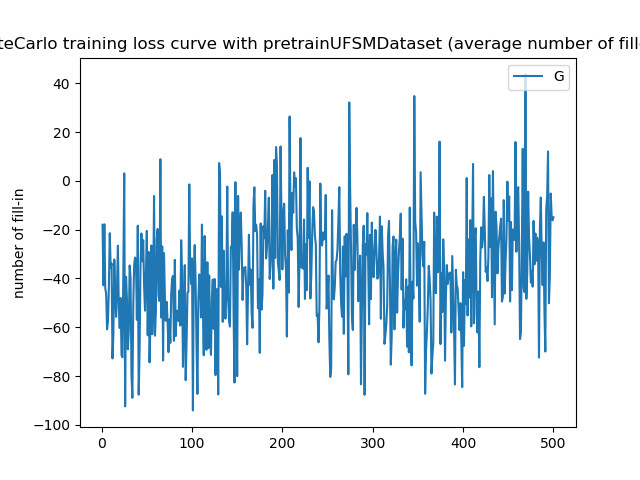 teCarlo training loss curve with pretrainUFSMDataset (average number of fill
G
number of fill-in
40
20
0
−20
−40
−60
−80
−100
0 100 200 300 400 500